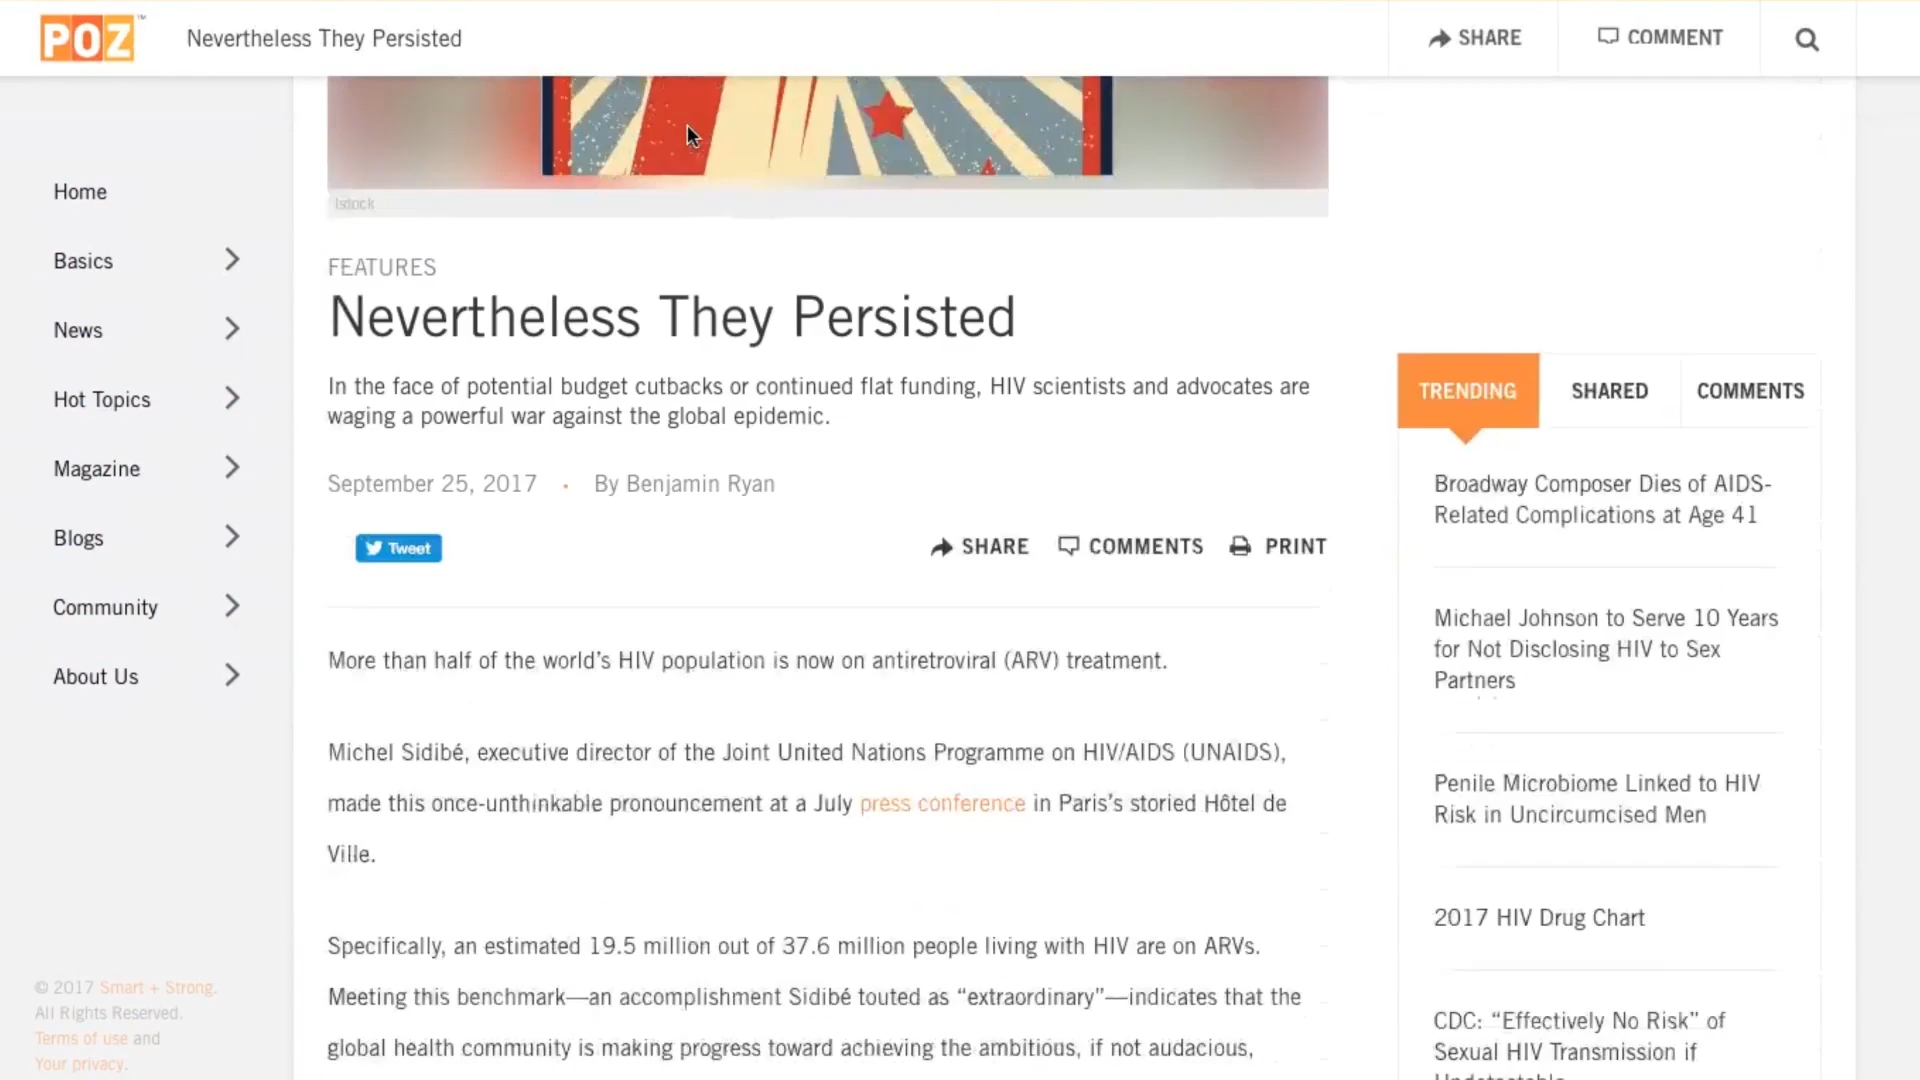 POZ™
Nevertheless They Persisted
SHARE
COMMENT
Home
Basics
News
Hot Topics
Magazine
Blogs
Community
About Us
© 2017 Smart + Strong.
All Rights Reserved.
Terms of use and
Your privacy.
Istock
FEATURES
Nevertheless They Persisted
In the face of potential budget cutbacks or continued flat funding, HIV scientists and advocates are
waging a powerful war against the global epidemic.
September 25, 2017 • By Benjamin Ryan
Tweet
SHARE
COMMENTS
PRINT
More than half of the world’s HIV population is now on antiretroviral (ARV) treatment.
Michel Sidibé, executive director of the Joint United Nations Programme on HIV/AIDS (UNAIDS),
made this once-unthinkable pronouncement at a July press conference in Paris’s storied Hôtel de
Ville.
Specifically, an estimated 19.5 million out of 37.6 million people living with HIV are on ARVs.
Meeting this benchmark—an accomplishment Sidibé touted as “extraordinary”—indicates that the
global health community is making progress toward achieving the ambitious, if not audacious,
TRENDING
SHARED
COMMENTS
Broadway Composer Dies of AIDS-
Related Complications at Age 41
Michael Johnson to Serve 10 Years
for Not Disclosing HIV to Sex
Partners
Penile Microbiome Linked to HIV
Risk in Uncircumcised Men
2017 HIV Drug Chart
CDC: “Effectively No Risk” of
Sexual HIV Transmission if